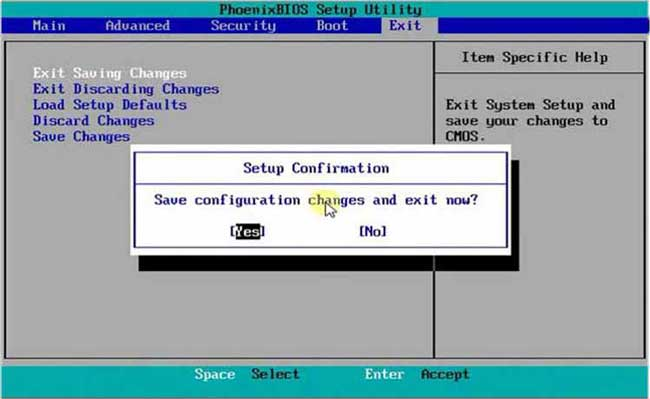 PhoenixBIOS Setup Utility
Main Advanced Security Boot Exit
Item Specific Help
Exit Saving Changes
Exit Discarding Changes
Load Setup Defaults
Discard Changes
Save Changes
Exit System Setup and
save your changes to
CMOS.
Setup Confirmation
Save configuration changes and exit now?
[Yes] [No]
Space Select Enter Accept